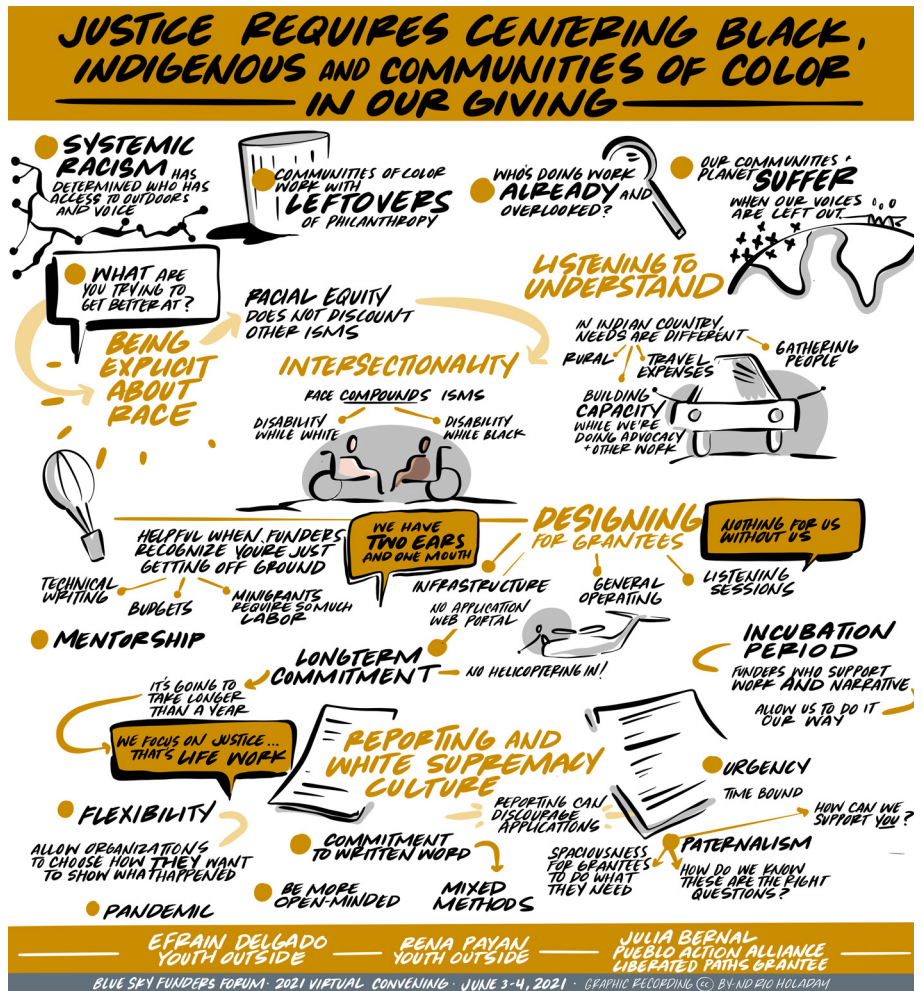 JUSTICE REQUIRES CENTERING BLACK,
INDIGENOUS AND COMMUNITIES OF COLOR
IN OUR GIVING
SYSTEMIC
RACISM HAS
DETERMINED WHO HAS
ACCESS TO OUTDOORS
AND VOICE
COMMUNITIES OF COLOR
WORK WITH
LEFTOVERS
OF PHILANTHROPY
WHO'S DOING WORK
ALREADY AND
OVERLOOKED?
OUR COMMUNITIES +
PLANET SUFFER
WHEN OUR VOICES
ARE LEFT OUT
WHAT ARE
YOU TRYING TO
GET BETTER AT?
BEING
EXPLICIT
ABOUT
RACE
RACIAL EQUITY
DOES NOT DISCOUNT
OTHER ISMS
LISTENING TO
UNDERSTAND
IN INDIAN COUNTRY,
NEEDS ARE DIFFERENT
RURAL
TRAVEL
EXPENSES
GATHERING
PEOPLE
BUILDING
CAPACITY
WHILE WE'RE
DOING ADVOCACY
+ OTHER WORK
INTERSECTIONALITY
RACE COMPOUNDS ISMS
DISABILITY
WHILE WHITE
DISABILITY
WHILE BLACK
HELPFUL WHEN FUNDERS
RECOGNIZE YOU'RE JUST
GETTING OFF GROUND
TECHNICAL
WRITING
BUDGETS
MINIGRANTS
REQUIRE SO MUCH
LABOR
WE HAVE
TWO EARS
AND ONE MOUTH
DESIGNING
FOR GRANTEES
NOTHING FOR US
WITHOUT US
INFRASTRUCTURE
GENERAL
OPERATING
LISTENING
SESSIONS
NO APPLICATION
WEB PORTAL
MENTORSHIP
LONGTERM
COMMITMENT
NO HELICOPTERING IN!
IT'S GOING TO
TAKE LONGER
THAN A YEAR
WE FOCUS ON JUSTICE...
THAT'S LIFE WORK
INCUBATION
PERIOD
FUNDERS WHO SUPPORT
WORK AND NARRATIVE
ALLOW US TO DO IT
OUR WAY
REPORTING AND
WHITE SUPREMACY
CULTURE
REPORTING CAN
DISCOURAGE
APPLICATIONS
FLEXIBILITY
ALLOW ORGANIZATIONS
TO CHOOSE HOW THEY WANT
TO SHOW WHAT HAPPENED
COMMITMENT
TO WRITTEN WORD
MIXED
METHODS
BE MORE
OPEN-MINDED
PANDEMIC
URGENCY
TIME BOUND
PATERNALISM
HOW CAN WE
SUPPORT YOU?
SPACIOUSNESS
FOR GRANTEES
TO DO WHAT
THEY NEED
HOW DO WE KNOW
THESE ARE THE RIGHT
QUESTIONS?
EFRAIN DELGADO
YOUTH OUTSIDE
RENA PAYAN
YOUTH OUTSIDE
JULIA BERNAL
PUEBLO ACTION ALLIANCE
LIBERATED PATHS GRANTEE
BLUE SKY FUNDERS FORUM · 2021 VIRTUAL CONVENING · JUNE 3-4, 2021 · GRAPHIC RECORDING (CC) BY-ND RIO HOLADAY